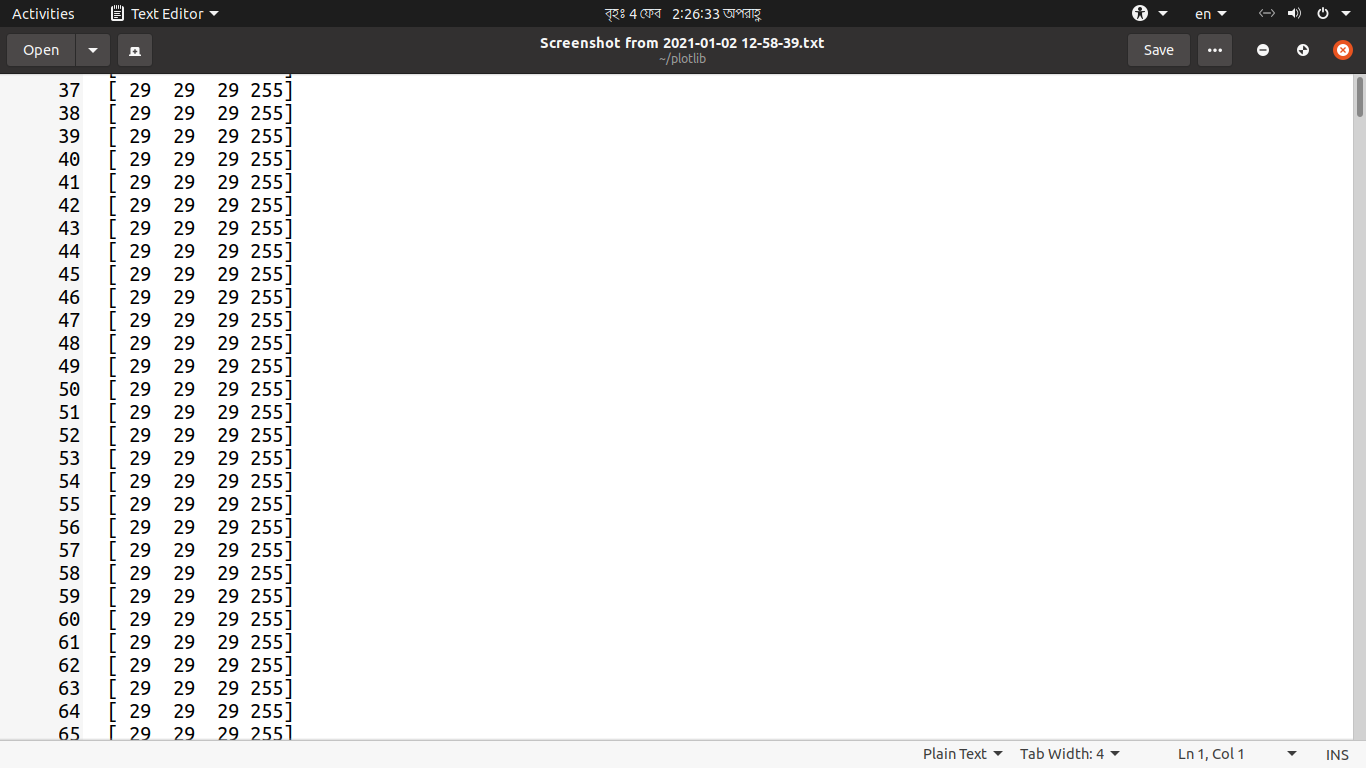 Activities Text Editor বৃহঃ 4 ফেব 2:26:33 অপরাহ্ণ en
Open Screenshot from 2021-01-02 12-58-39.txt Save
~/plotlib
37 [ 29 29 29 255]
38 [ 29 29 29 255]
39 [ 29 29 29 255]
40 [ 29 29 29 255]
41 [ 29 29 29 255]
42 [ 29 29 29 255]
43 [ 29 29 29 255]
44 [ 29 29 29 255]
45 [ 29 29 29 255]
46 [ 29 29 29 255]
47 [ 29 29 29 255]
48 [ 29 29 29 255]
49 [ 29 29 29 255]
50 [ 29 29 29 255]
51 [ 29 29 29 255]
52 [ 29 29 29 255]
53 [ 29 29 29 255]
54 [ 29 29 29 255]
55 [ 29 29 29 255]
56 [ 29 29 29 255]
57 [ 29 29 29 255]
58 [ 29 29 29 255]
59 [ 29 29 29 255]
60 [ 29 29 29 255]
61 [ 29 29 29 255]
62 [ 29 29 29 255]
63 [ 29 29 29 255]
64 [ 29 29 29 255]
65 [ 29 29 29 255]
Plain Text Tab Width: 4 Ln 1, Col 1 INS